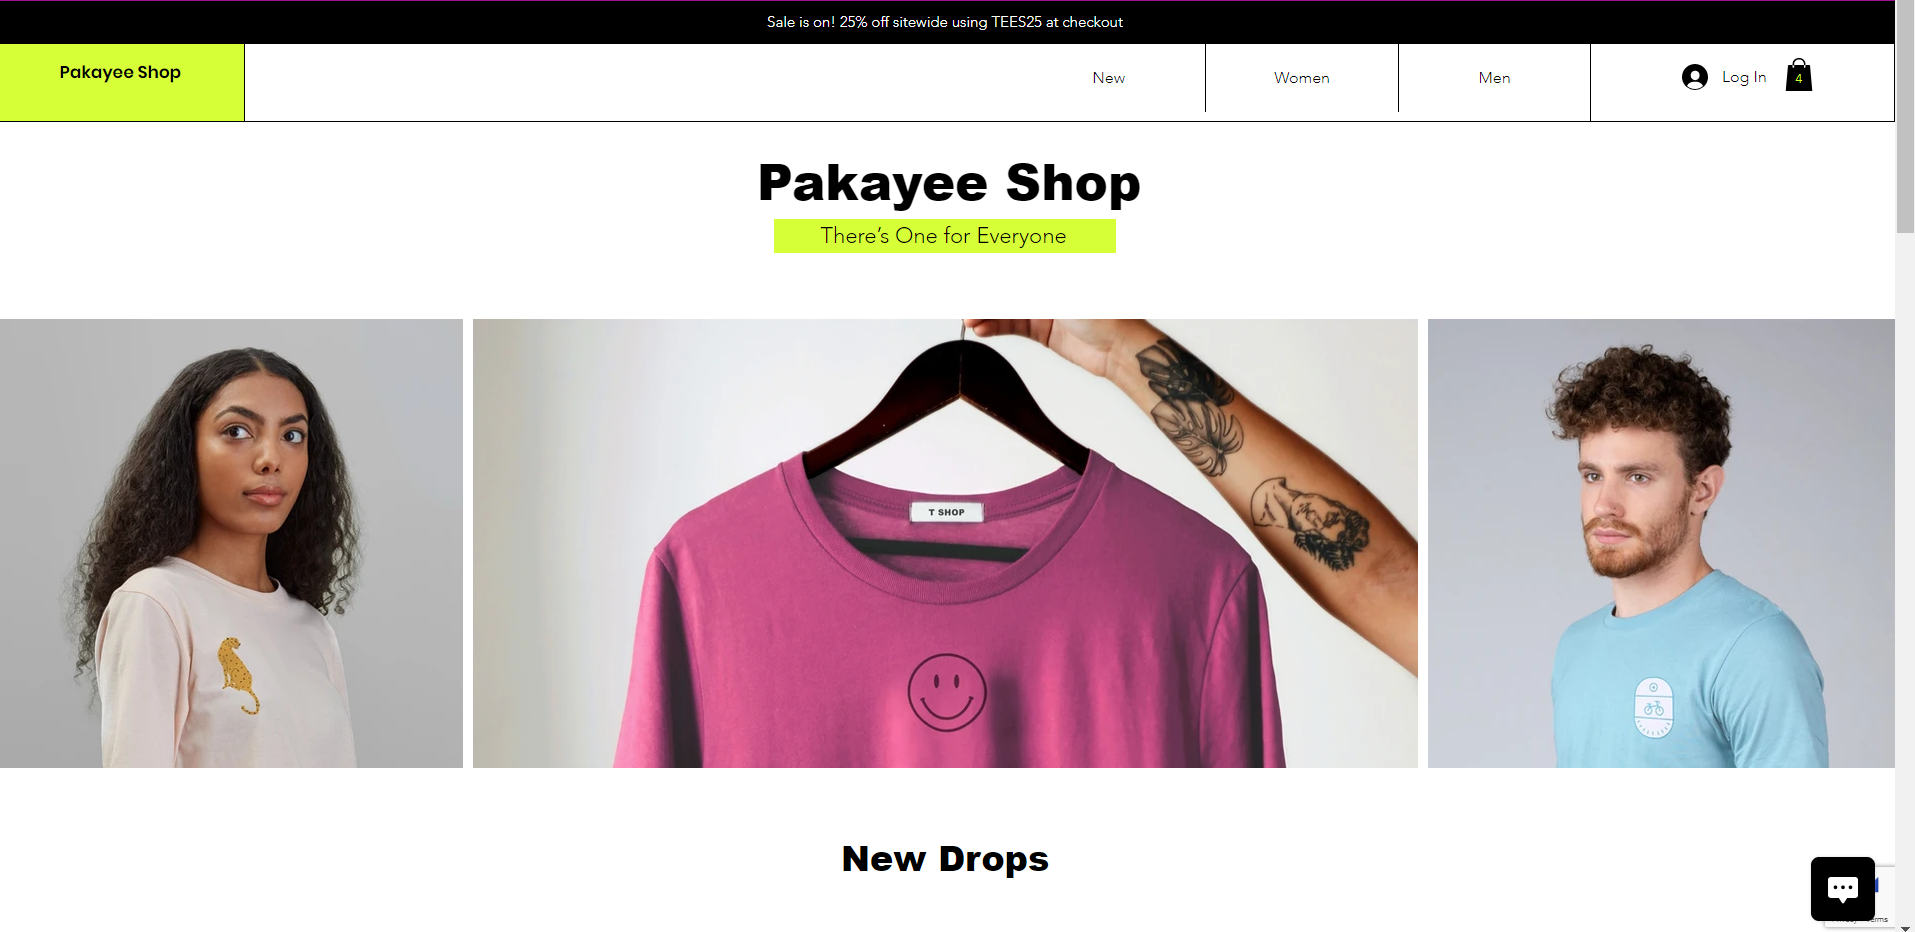 Sale is on! 25% off sitewide using TEES25 at checkout
Pakayee Shop
New
Women
Men
Log In
4
Pakayee Shop
There’s One for Everyone
T SHOP
New Drops